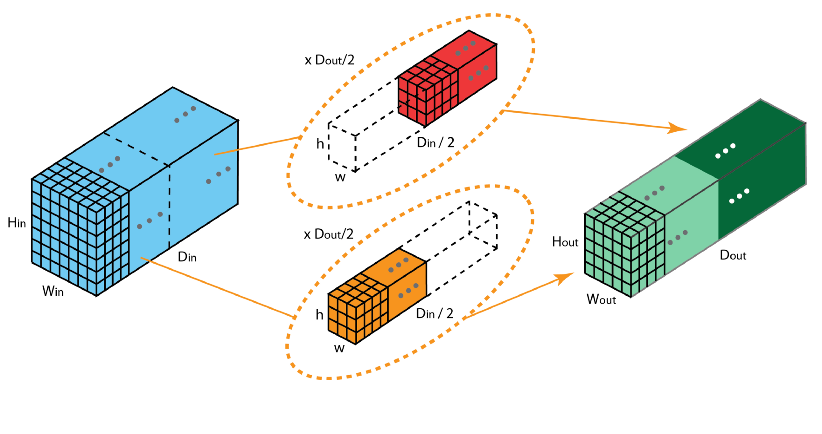 x Dout/2
h
w
Din / 2
Hin
Win
Din
x Dout/2
h
w
Din / 2
Hout
Wout
Dout